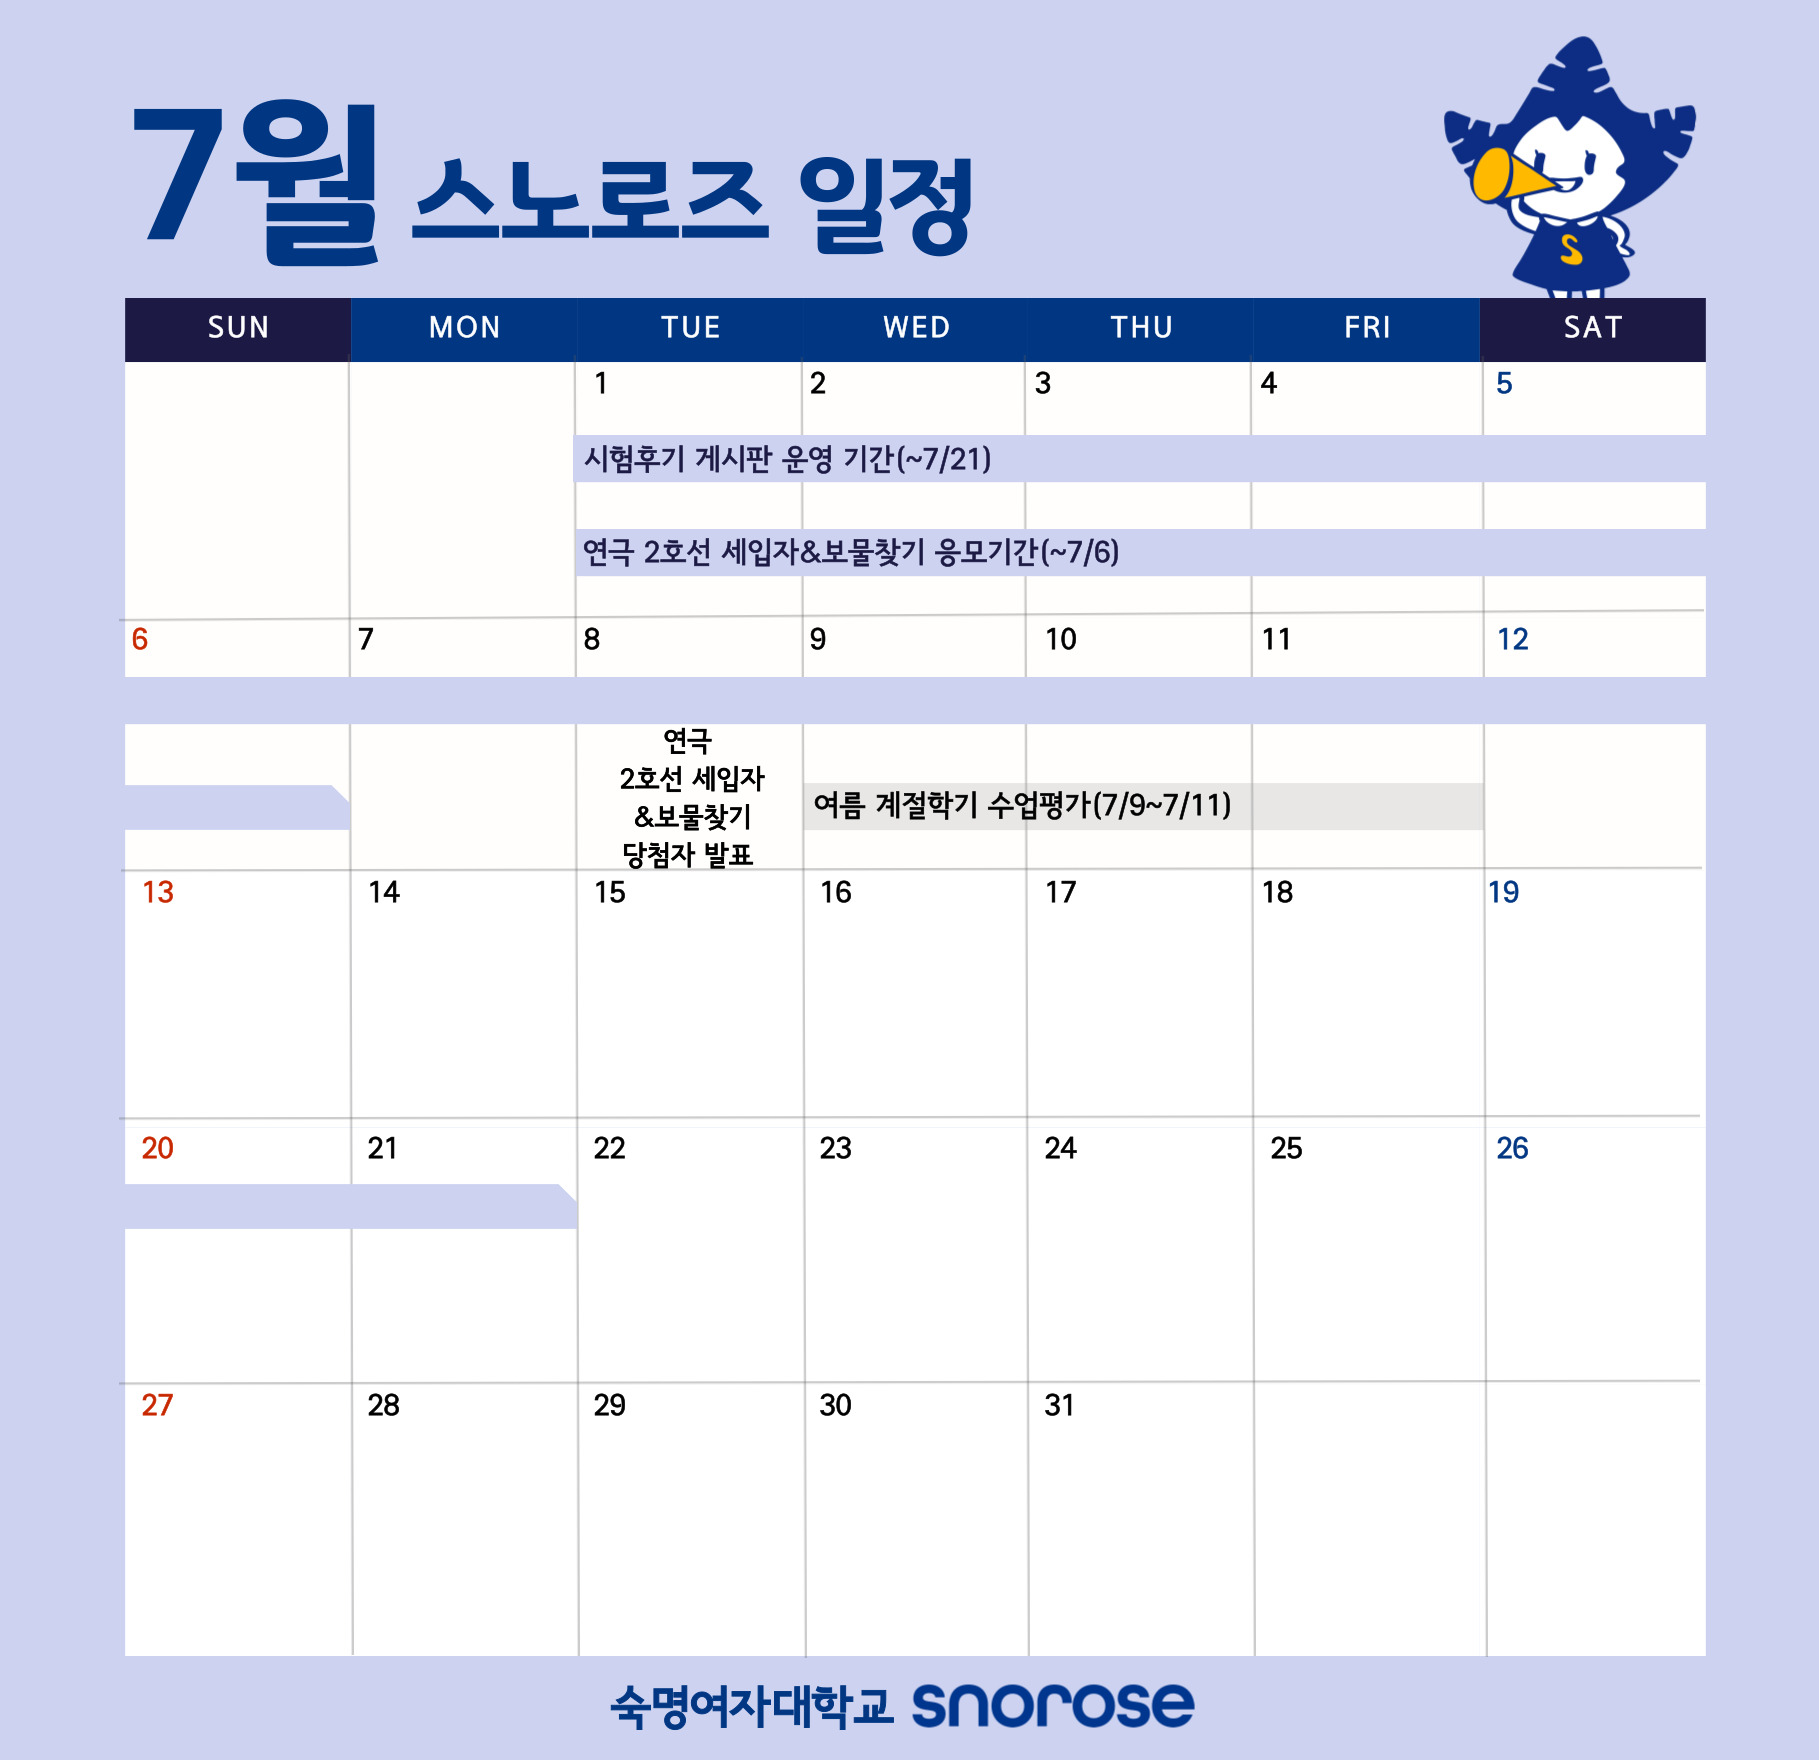 7월 스노로즈 일정
SUN MON TUE WED THU FRI SAT
1 2 3 4 5
시험후기 게시판 운영 기간(~7/21)
연극 2호선 세입자&보물찾기 응모기간(~7/6)
6 7 8 9 10 11 12
연극
2호선 세입자
&보물찾기
당첨자 발표
여름 계절학기 수업평가(7/9~7/11)
13 14 15 16 17 18 19
20 21 22 23 24 25 26
27 28 29 30 31
숙명여자대학교 snorose
S